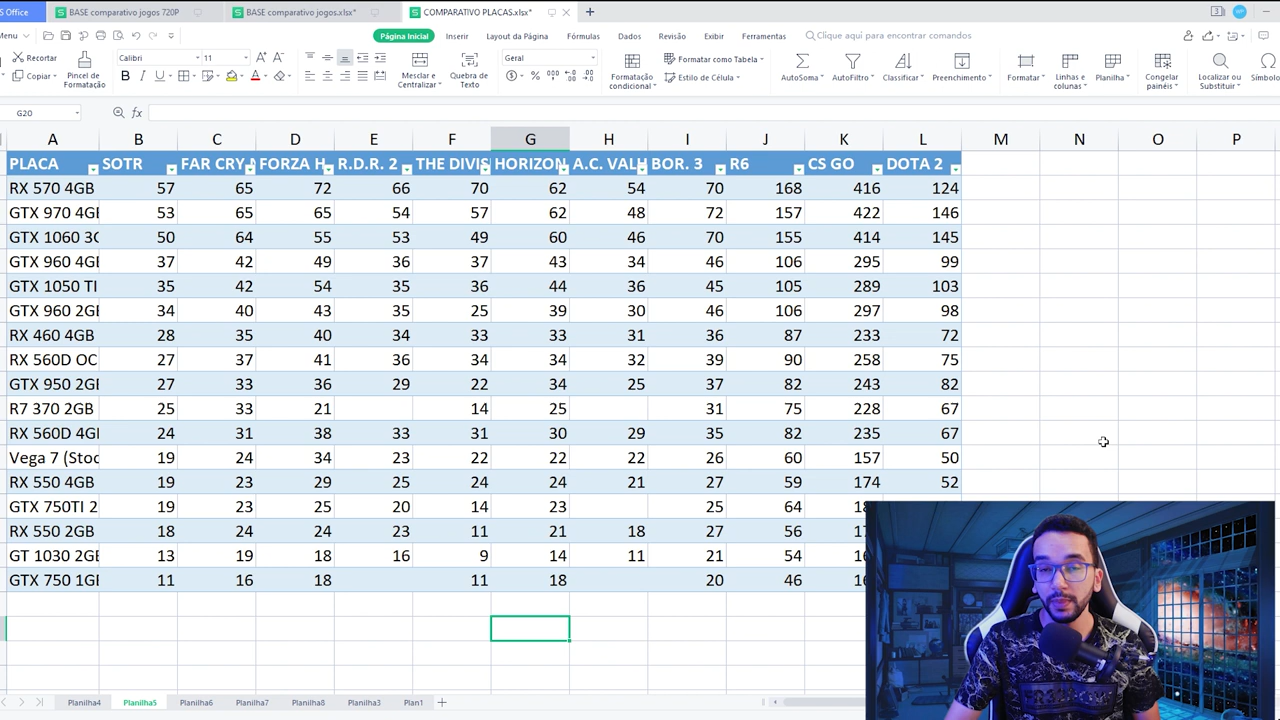 S Office BASE comparativo jogos 720P BASE comparativo jogos.xlsx* COMPARATIVO PLACAS.xlsx* +
Menu Página Inicial Inserir Layout da Página Fórmulas Dados Revisão Exibir Ferramentas Clique aqui para encontrar comandos
Recortar Copiar Pincel de Formatação Calibri 11 Mesclar e Centralizar Quebra de Texto Geral Formatação condicional Formatar como Tabela Estilo de Célula AutoSoma AutoFiltro Classificar Preenchimento Formatar Linhas e colunas Planilha Congelar painéis Localizar ou Substituir Símbolo
G20 fx
A B C D E F G H I J K L M N O P
PLACA SOTR FAR CRY FORZA H R.D.R. 2 THE DIVIS HORIZON A.C. VALH BOR. 3 R6 CS GO DOTA 2
RX 570 4GB 57 65 72 66 70 62 54 70 168 416 124
GTX 970 4GB 53 65 65 54 57 62 48 72 157 422 146
GTX 1060 3G 50 64 55 53 49 60 46 70 155 414 145
GTX 960 4GB 37 42 49 36 37 43 34 46 106 295 99
GTX 1050 TI 35 42 54 35 36 44 36 45 105 289 103
GTX 960 2GB 34 40 43 35 25 39 30 46 106 297 98
RX 460 4GB 28 35 40 34 33 33 31 36 87 233 72
RX 560D OC 27 37 41 36 34 34 32 39 90 258 75
GTX 950 2GB 27 33 36 29 22 34 25 37 82 243 82
R7 370 2GB 25 33 21 14 25 31 75 228 67
RX 560D 4GB 24 31 38 33 31 30 29 35 82 235 67
Vega 7 (Stoc 19 24 34 23 22 22 22 26 60 157 50
RX 550 4GB 19 23 29 25 24 24 21 27 59 174 52
GTX 750TI 2 19 23 25 20 14 23 25 64
RX 550 2GB 18 24 24 23 11 21 18 27 56
GT 1030 2GB 13 19 18 16 9 14 11 21 54
GTX 750 1GB 11 16 18 11 18 20 46
Planilha4 Planilha5 Planilha6 Planilha7 Planilha8 Planilha3 Plan1 +